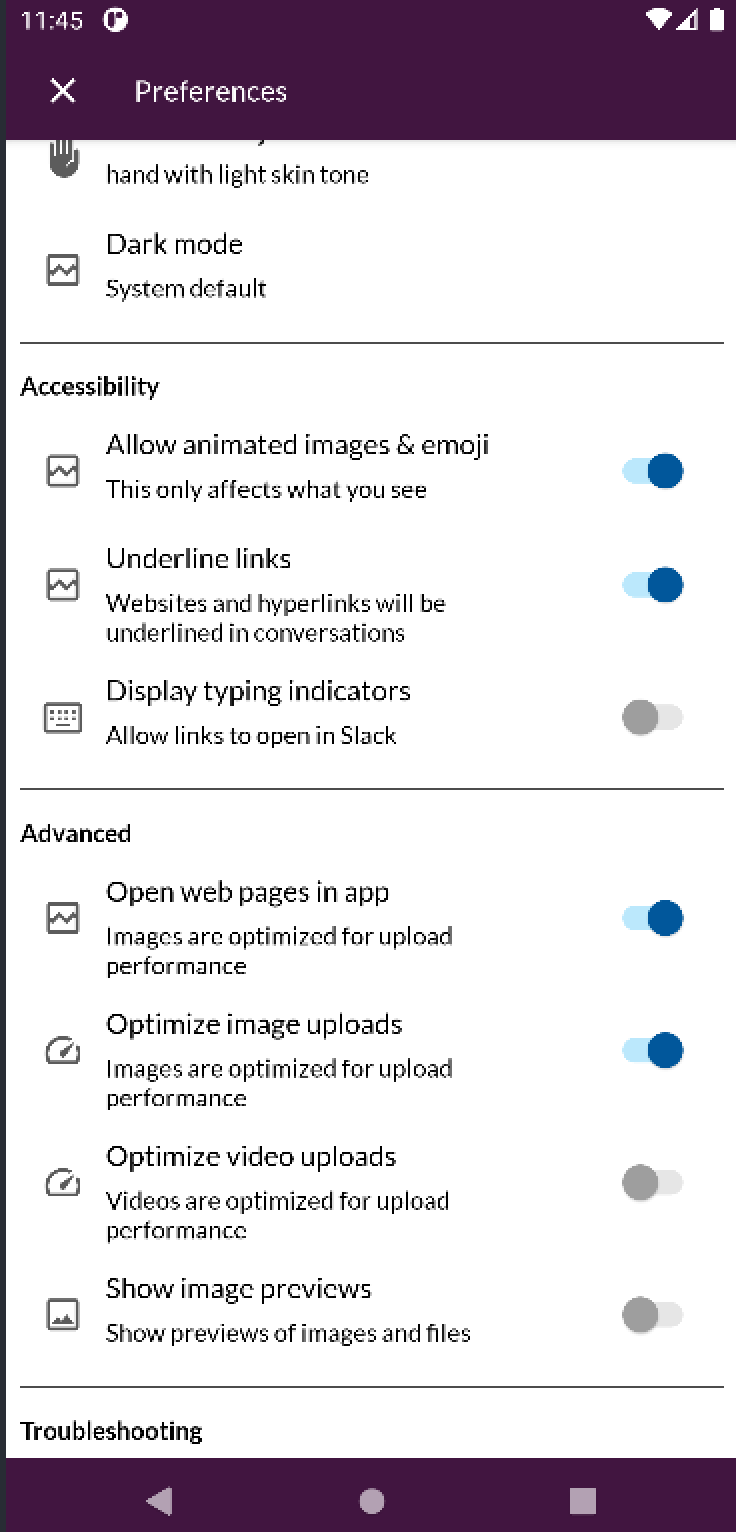 11:45
Preferences
hand with light skin tone
Dark mode
System default
Accessibility
Allow animated images & emoji
This only affects what you see
Underline links
Websites and hyperlinks will be
underlined in conversations
Display typing indicators
Allow links to open in Slack
Advanced
Open web pages in app
Images are optimized for upload
performance
Optimize image uploads
Images are optimized for upload
performance
Optimize video uploads
Videos are optimized for upload
performance
Show image previews
Show previews of images and files
Troubleshooting